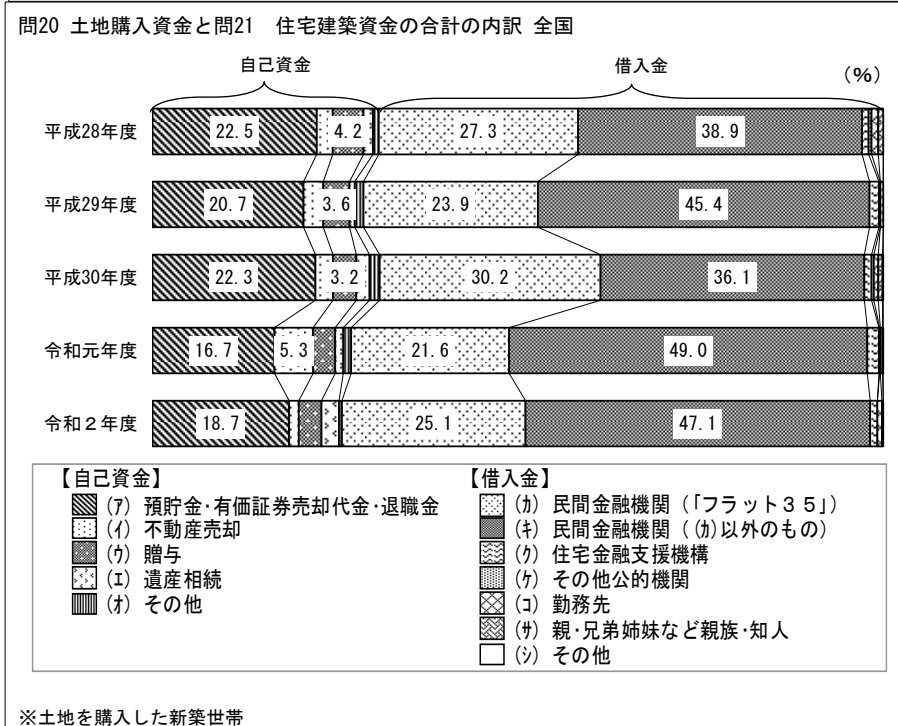 問20 土地購入資金と問21　住宅建築資金の合計の内訳 全国
自己資金　借入金　(%)
平成28年度　22.5　4.2　27.3　38.9
平成29年度　20.7　3.6　23.9　45.4
平成30年度　22.3　3.2　30.2　36.1
令和元年度　16.7　5.3　21.6　49.0
令和２年度　18.7　25.1　47.1
【自己資金】
(ｱ) 預貯金･有価証券売却代金･退職金
(ｲ) 不動産売却
(ｳ) 贈与
(ｴ) 遺産相続
(ｵ) その他
【借入金】
(ｶ) 民間金融機関（｢フラット３５｣）
(ｷ) 民間金融機関（(ｶ)以外のもの）
(ｸ) 住宅金融支援機構
(ｹ) その他公的機関
(ｺ) 勤務先
(ｻ) 親･兄弟姉妹など親族･知人
(ｼ) その他
※土地を購入した新築世帯